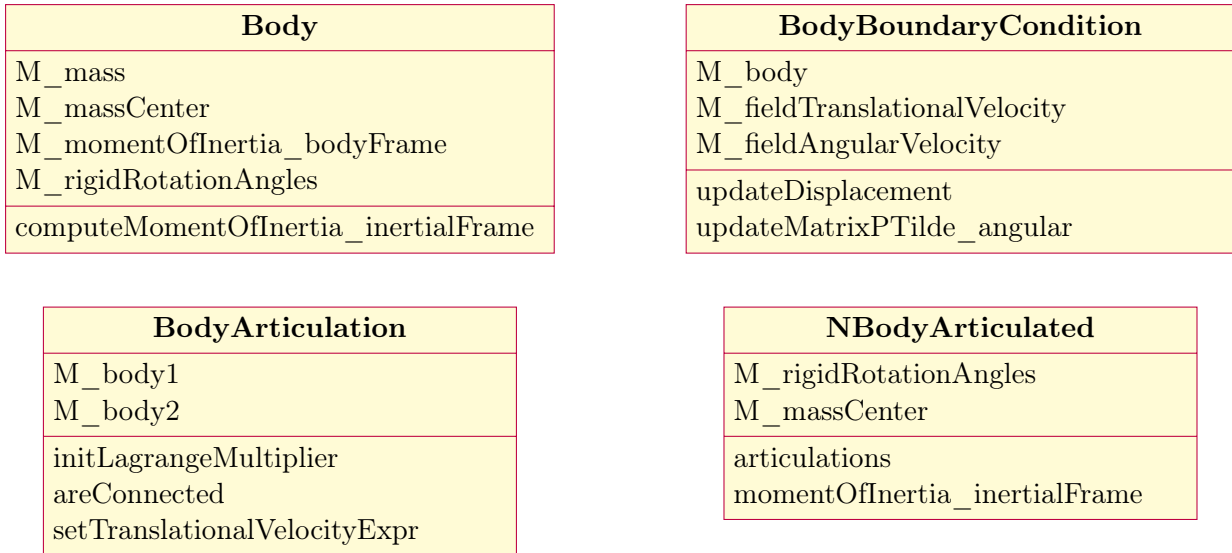 Body
M_mass
M_massCenter
M_momentOfInertia_bodyFrame
M_rigidRotationAngles
computeMomentOfInertia_inertialFrame
BodyBoundaryCondition
M_body
M_fieldTranslationalVelocity
M_fieldAngularVelocity
updateDisplacement
updateMatrixPTilde_angular
BodyArticulation
M_body1
M_body2
initLagrangeMultiplier
areConnected
setTranslationalVelocityExpr
NBodyArticulated
M_rigidRotationAngles
M_massCenter
articulations
momentOfInertia_inertialFrame